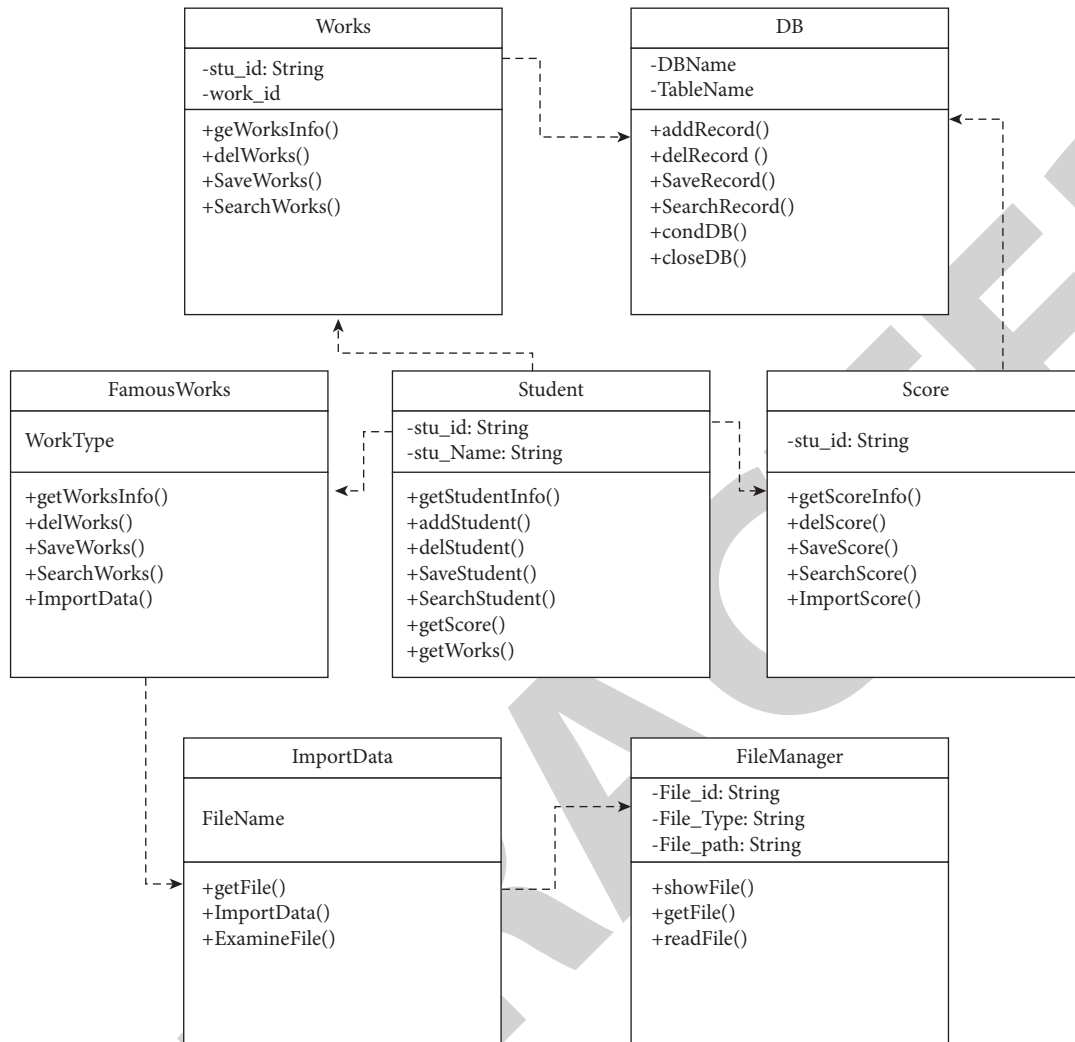 Works
-stu_id: String
-work_id
+geWorksInfo()
+delWorks()
+SaveWorks()
+SearchWorks()
DB
-DBName
-TableName
+addRecord()
+delRecord ()
+SaveRecord()
+SearchRecord()
+condDB()
+closeDB()
FamousWorks
WorkType
+getWorksInfo()
+delWorks()
+SaveWorks()
+SearchWorks()
+ImportData()
Student
-stu_id: String
-stu_Name: String
+getStudentInfo()
+addStudent()
+delStudent()
+SaveStudent()
+SearchStudent()
+getScore()
+getWorks()
Score
-stu_id: String
+getScoreInfo()
+delScore()
+SaveScore()
+SearchScore()
+ImportScore()
ImportData
FileName
+getFile()
+ImportData()
+ExamineFile()
FileManager
-File_id: String
-File_Type: String
-File_path: String
+showFile()
+getFile()
+readFile()